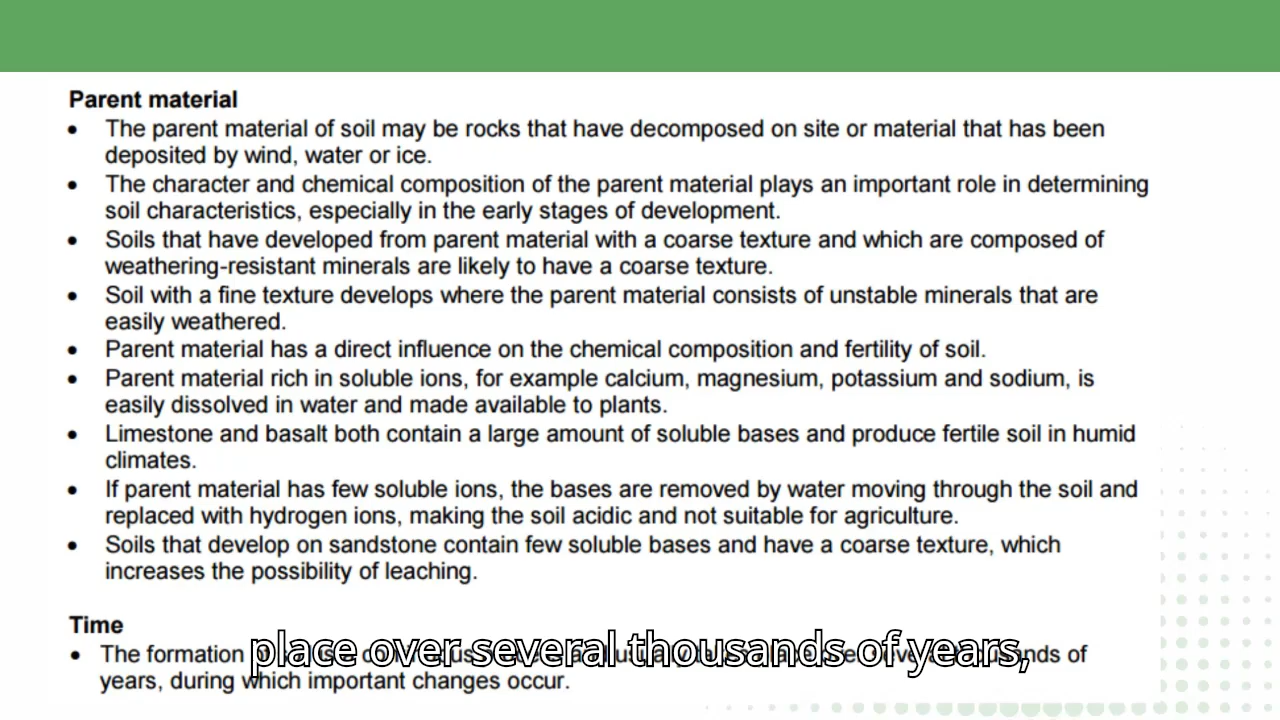 Parent material
• The parent material of soil may be rocks that have decomposed on site or material that has been
deposited by wind, water or ice.
• The character and chemical composition of the parent material plays an important role in determining
soil characteristics, especially in the early stages of development.
• Soils that have developed from parent material with a coarse texture and which are composed of
weathering-resistant minerals are likely to have a coarse texture.
• Soil with a fine texture develops where the parent material consists of unstable minerals that are
easily weathered.
• Parent material has a direct influence on the chemical composition and fertility of soil.
• Parent material rich in soluble ions, for example calcium, magnesium, potassium and sodium, is
easily dissolved in water and made available to plants.
• Limestone and basalt both contain a large amount of soluble bases and produce fertile soil in humid
climates.
• If parent material has few soluble ions, the bases are removed by water moving through the soil and
replaced with hydrogen ions, making the soil acidic and not suitable for agriculture.
• Soils that develop on sandstone contain few soluble bases and have a coarse texture, which
increases the possibility of leaching.
Time
• The formation of
place over several thousands of years,
years, during which important changes occur.